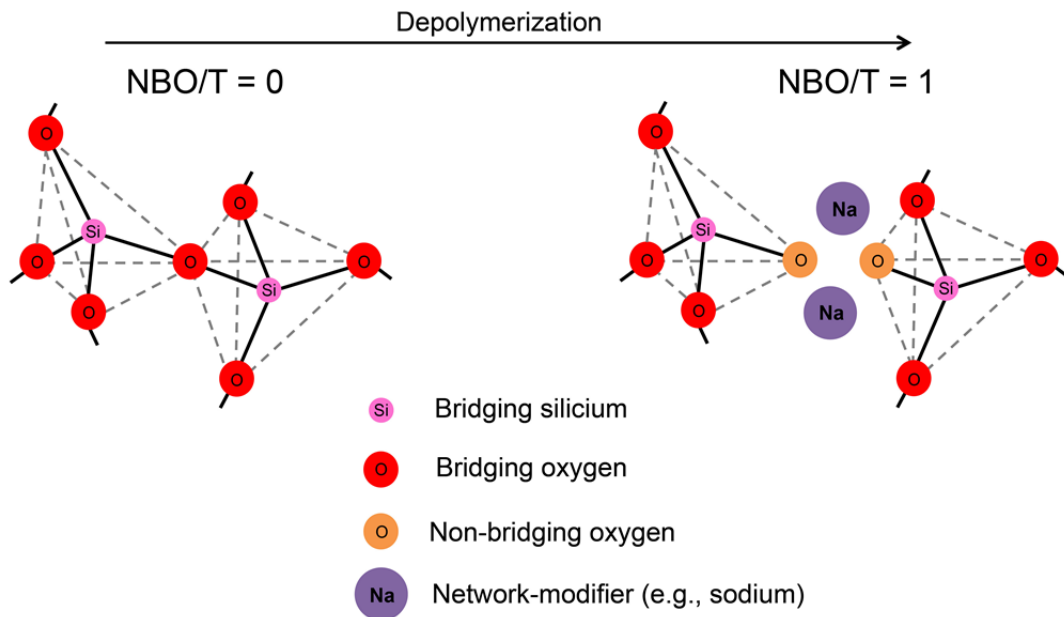 Depolymerization
NBO/T = 0
NBO/T = 1
O
O
Si
O
O
O
Si
O
O
O
O
Si
O
O
Na
Na
O
O
Si
O
O
Si Bridging silicium
O Bridging oxygen
O Non-bridging oxygen
Na Network-modifier (e.g., sodium)